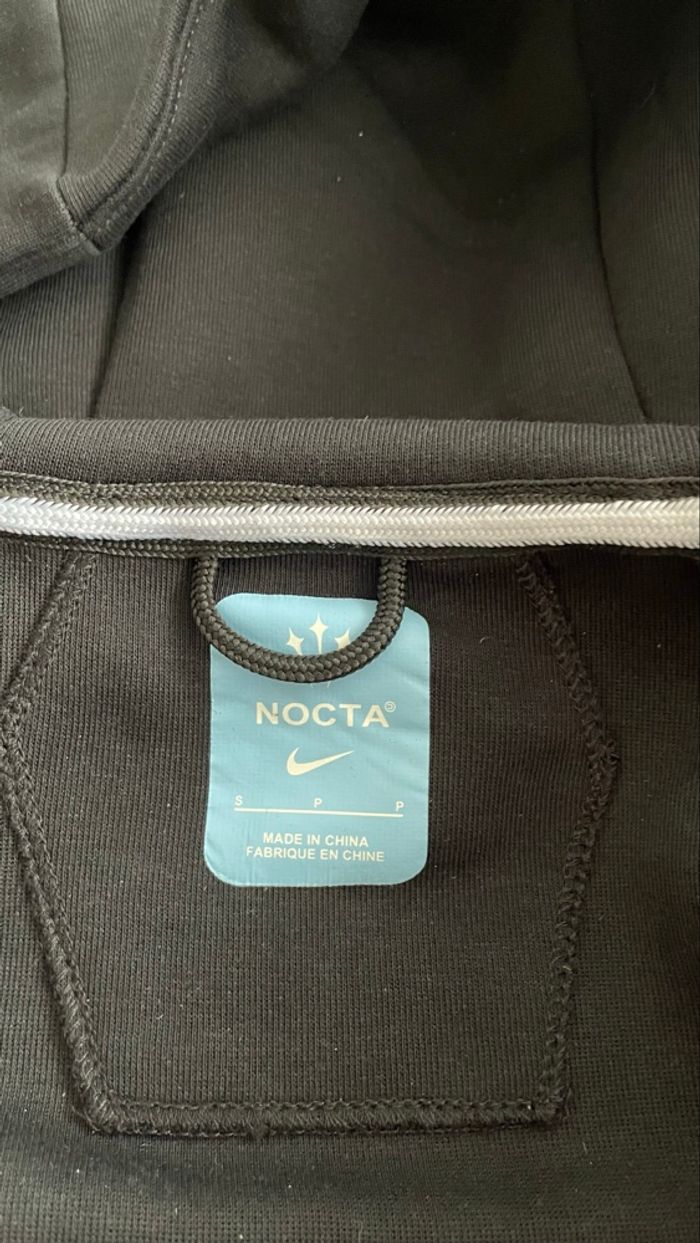 NOCTA®
S P P
MADE IN CHINA
FABRIQUE EN CHINE